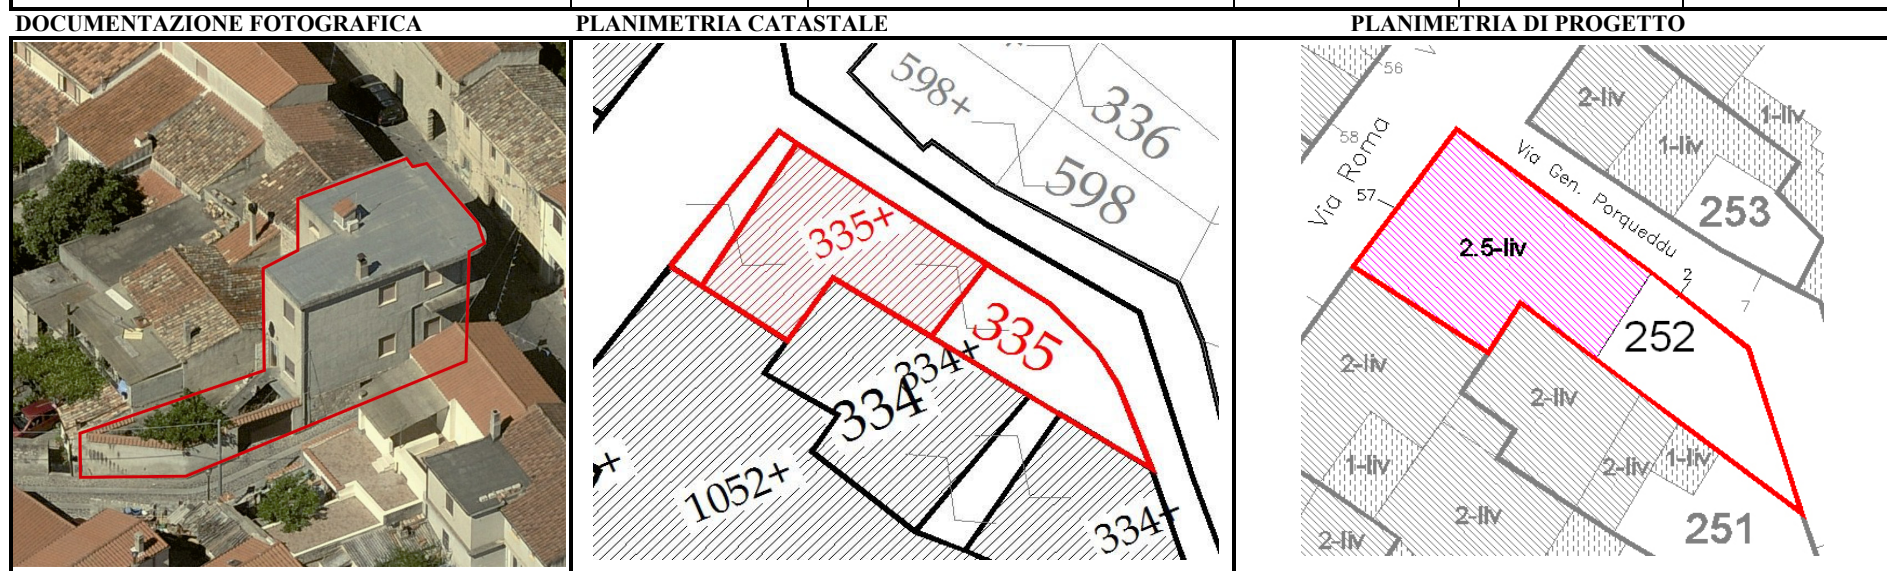 DOCUMENTAZIONE FOTOGRAFICA
PLANIMETRIA CATASTALE
PLANIMETRIA DI PROGETTO
598+
336
598
335+
335
334+
334
1052+
334+
56
58
Via Roma
57
2-liv
1-liv
1-liv
Via Gen. Porqueddu
253
2.5-liv
2
7
252
2-liv
2-liv
1-liv
2-liv
1-liv
2-liv
2-liv
251